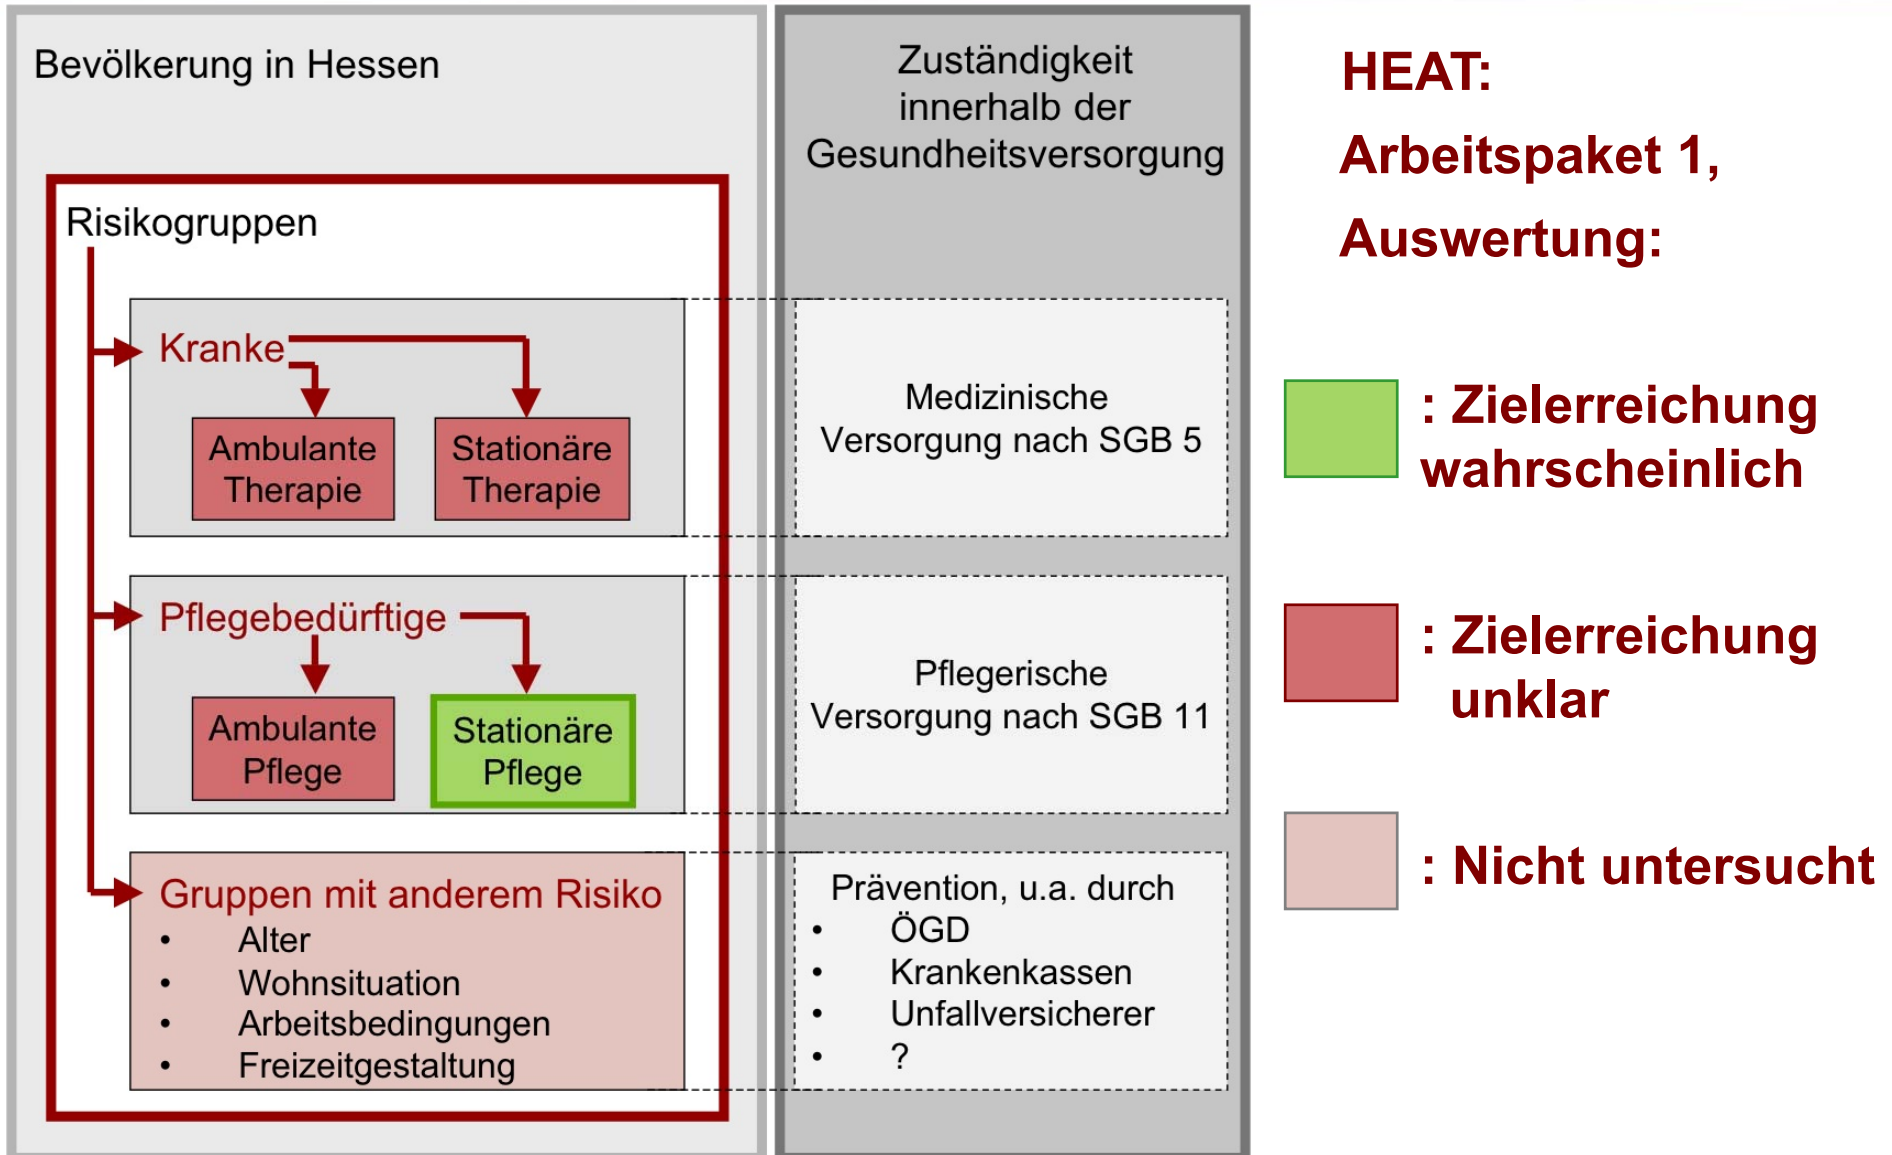 Bevölkerung in Hessen
Risikogruppen
Kranke
Ambulante
Therapie
Stationäre
Therapie
Pflegebedürftige
Ambulante
Pflege
Stationäre
Pflege
Gruppen mit anderem Risiko
• Alter
• Wohnsituation
• Arbeitsbedingungen
• Freizeitgestaltung
Zuständigkeit
innerhalb der
Gesundheitsversorgung
Medizinische
Versorgung nach SGB 5
Pflegerische
Versorgung nach SGB 11
Prävention, u.a. durch
• ÖGD
• Krankenkassen
• Unfallversicherer
• ?
HEAT:
Arbeitspaket 1,
Auswertung:
: Zielerreichung
wahrscheinlich
: Zielerreichung
unklar
: Nicht untersucht